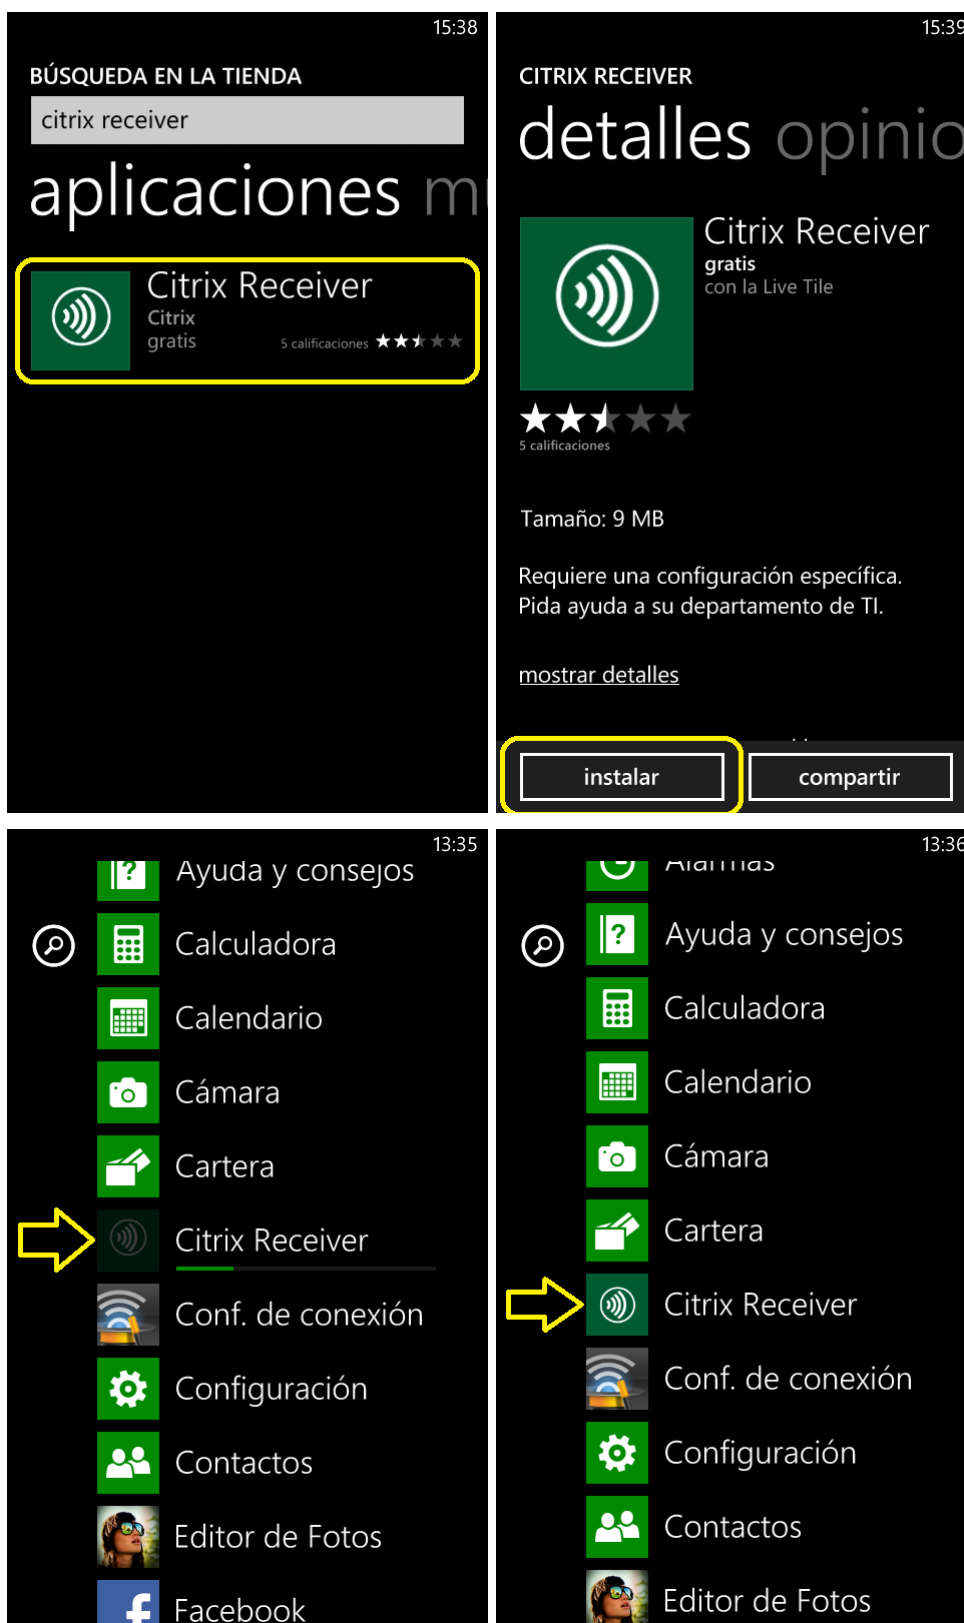 15:38
BÚSQUEDA EN LA TIENDA
citrix receiver
aplicaciones
Citrix Receiver
Citrix
gratis
5 calificaciones
15:39
CITRIX RECEIVER
detalles opinio
Citrix Receiver
gratis
con la Live Tile
5 calificaciones
Tamaño: 9 MB
Requiere una configuración específica.
Pida ayuda a su departamento de TI.
mostrar detalles
instalar
compartir
13:35
Ayuda y consejos
Calculadora
Calendario
Cámara
Cartera
Citrix Receiver
Conf. de conexión
Configuración
Contactos
Editor de Fotos
Facebook
13:36
Alarmas
Ayuda y consejos
Calculadora
Calendario
Cámara
Cartera
Citrix Receiver
Conf. de conexión
Configuración
Contactos
Editor de Fotos